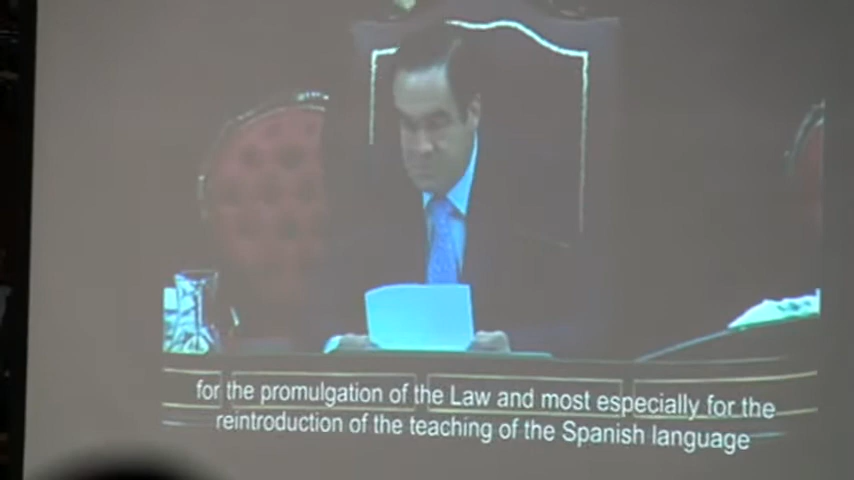 for the promulgation of the Law and most especially for the
reintroduction of the teaching of the Spanish language